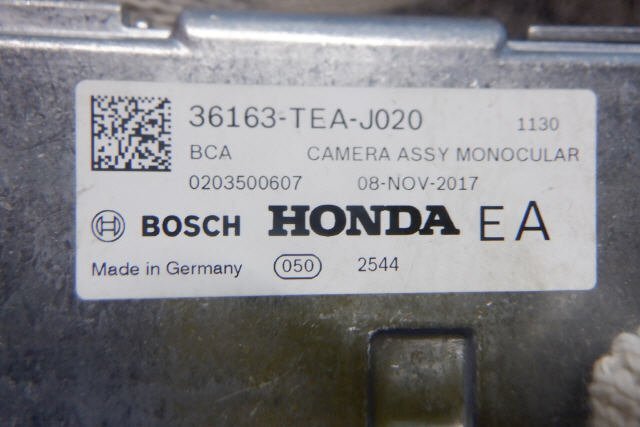 36163-TEA-J020 1130
BCA CAMERA ASSY MONOCULAR
0203500607 08-NOV-2017
BOSCH HONDA EA
Made in Germany 050 2544